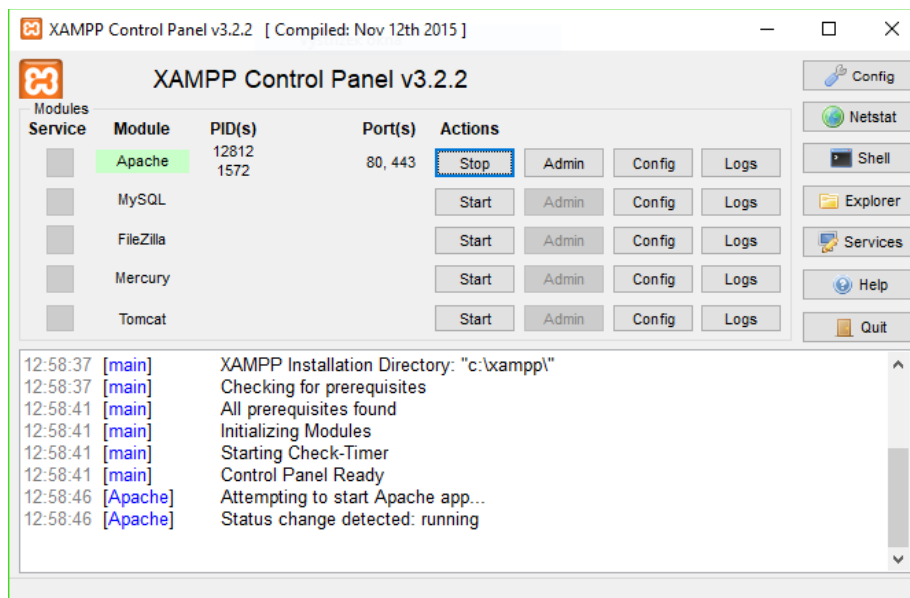 XAMPP Control Panel v3.2.2 [ Compiled: Nov 12th 2015 ]
XAMPP Control Panel v3.2.2
Config
Modules
Service Module PID(s) Port(s) Actions
Netstat
Apache 12812 1572 80, 443 Stop Admin Config Logs
Shell
MySQL Start Admin Config Logs
Explorer
FileZilla Start Admin Config Logs
Services
Mercury Start Admin Config Logs
Help
Tomcat Start Admin Config Logs
Quit
12:58:37 [main] XAMPP Installation Directory: "c:\xampp\"
12:58:37 [main] Checking for prerequisites
12:58:41 [main] All prerequisites found
12:58:41 [main] Initializing Modules
12:58:41 [main] Starting Check-Timer
12:58:41 [main] Control Panel Ready
12:58:46 [Apache] Attempting to start Apache app...
12:58:46 [Apache] Status change detected: running